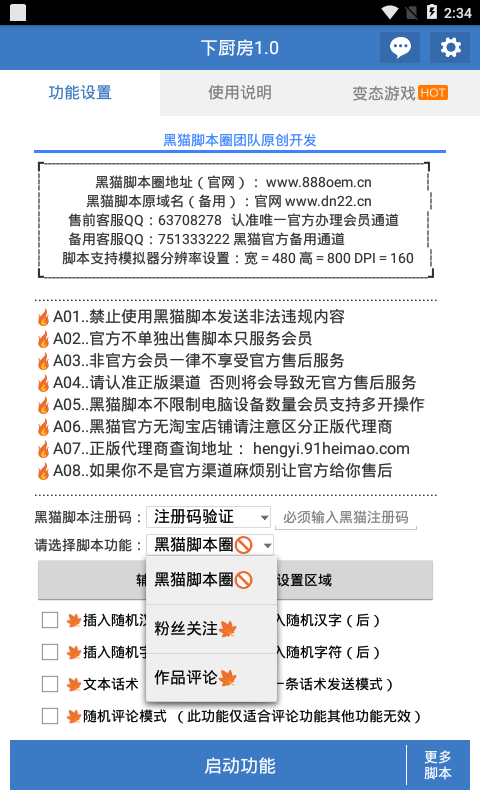 2:34
下厨房1.0
功能设置 使用说明 变态游戏 HOT
黑猫脚本圈团队原创开发
黑猫脚本圈地址（官网）：www.888oem.cn
黑猫脚本原域名（备用）：官网 www.dn22.cn
售前客服QQ：63708278 认准唯一官方办理会员通道
备用客服QQ：751333222 黑猫官方备用通道
脚本支持模拟器分辨率设置：宽 = 480 高 = 800 DPI = 160
A01..禁止使用黑猫脚本发送非法违规内容
A02..官方不单独出售脚本只服务会员
A03..非官方会员一律不享受官方售后服务
A04..请认准正版渠道 否则将会导致无官方售后服务
A05..黑猫脚本不限制电脑设备数量会员支持多开操作
A06..黑猫官方无淘宝店铺请注意区分正版代理商
A07..正版代理商查询地址：hengyi.91heimao.com
A08..如果你不是官方渠道麻烦别让官方给你售后
黑猫脚本注册码：注册码验证 必须输入黑猫注册码
请选择脚本功能：黑猫脚本圈
黑猫脚本圈
粉丝关注
作品评论
设置区域
插入随机 入随机汉字（后）
插入随机 入随机字符（后）
文本话术 一条话术发送模式）
随机评论模式 （此功能仅适合评论功能其他功能无效）
启动功能
更多
脚本